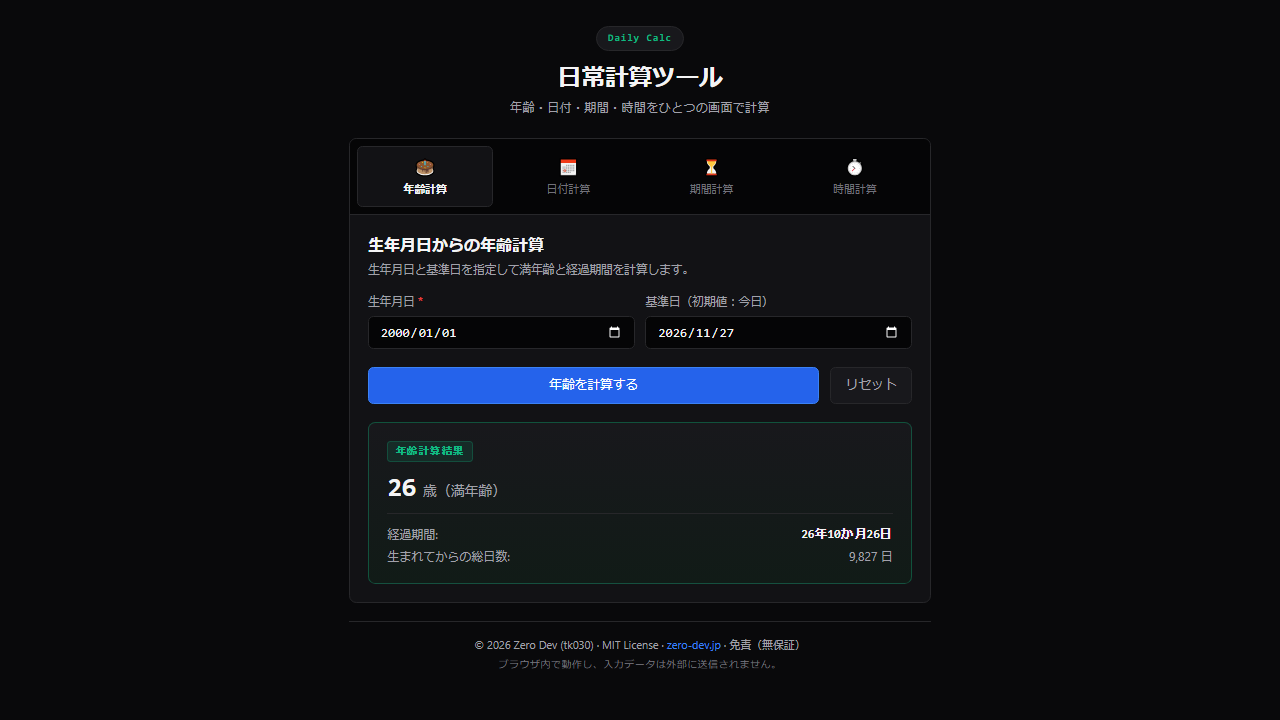 Daily Calc
日常計算ツール
年齢・日付・期間・時間をひとつの画面で計算
年齢計算
日付計算
期間計算
時間計算
生年月日からの年齢計算
生年月日と基準日を指定して満年齢と経過期間を計算します。
生年月日 *
基準日（初期値：今日）
2000/01/01
2026/11/27
年齢を計算する
リセット
年齢計算結果
26 歳（満年齢）
経過期間: 26年10か月26日
生まれてからの総日数: 9,827 日
© 2026 Zero Dev (tk030) · MIT License · zero-dev.jp · 免責（無保証）
ブラウザ内で動作し、入力データは外部に送信されません。